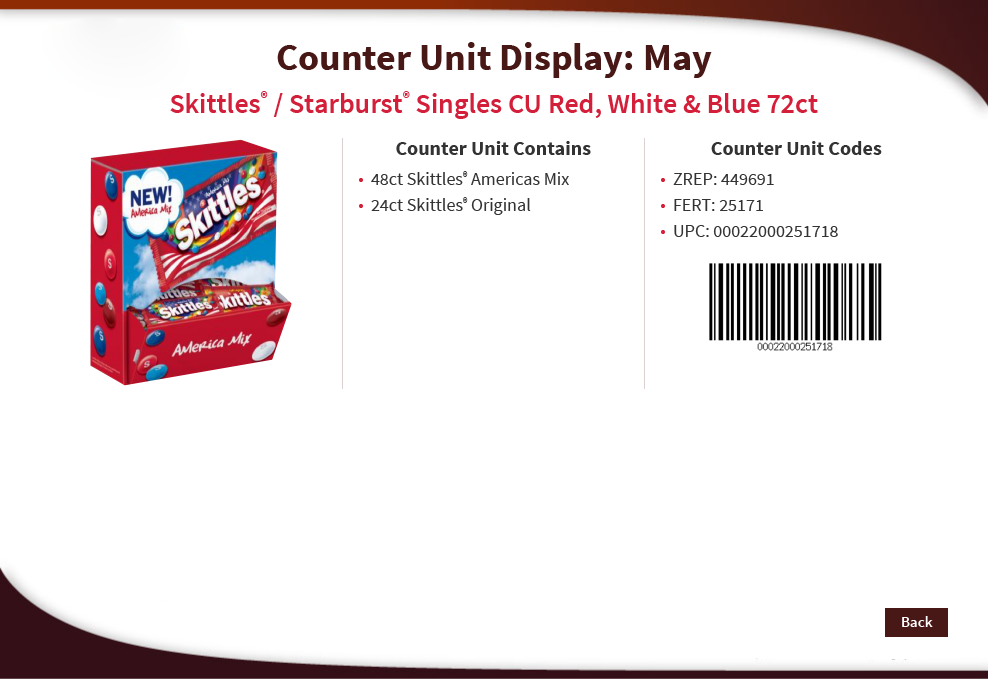 Counter Unit Display: May
Skittles® / Starburst® Singles CU Red, White & Blue 72ct
NEW!
America Mix
Skittles
Skittles
Skittles
America Mix
Counter Unit Contains
• 48ct Skittles® Americas Mix
• 24ct Skittles® Original
Counter Unit Codes
• ZREP: 449691
• FERT: 25171
• UPC: 00022000251718
00022000251718
Back